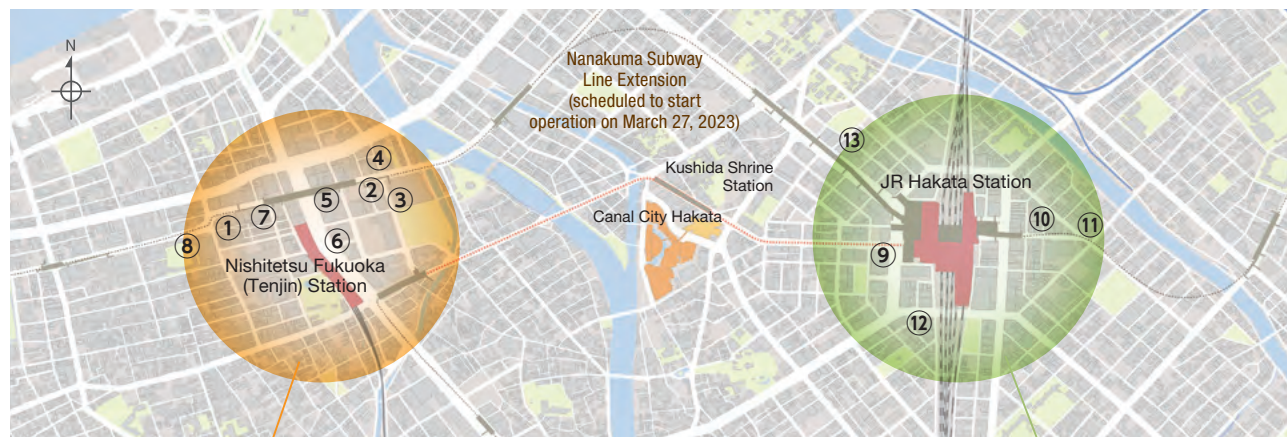 N
Nanakuma Subway
Line Extension
(scheduled to start
operation on March 27, 2023)
④
②
③
⑤
①
⑦
⑧
⑥
Nishitetsu Fukuoka
(Tenjin) Station
Kushida Shrine
Station
Canal City Hakata
⑬
JR Hakata Station
⑩
⑪
⑨
⑫